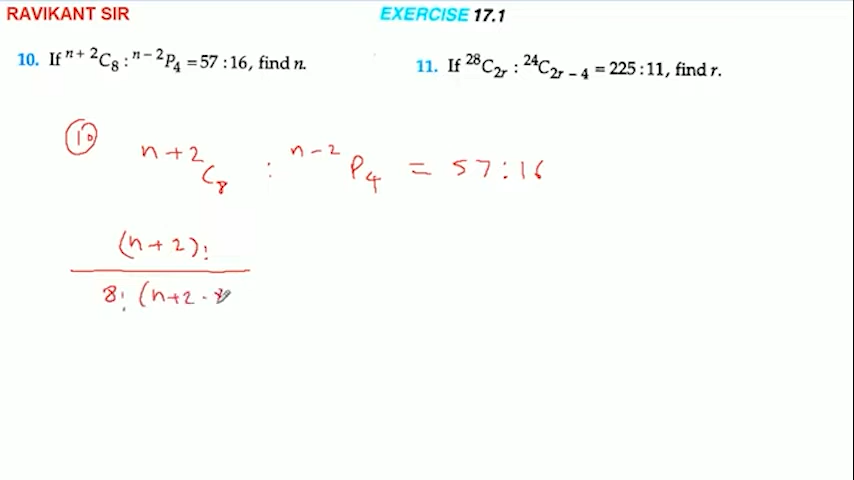 RAVIKANT SIR
EXERCISE 17.1
10. If ⁿ⁺²C₈ : ⁿ⁻²P₄ = 57 : 16, find n.
11. If ²⁸C₂ᵣ : ²⁴C₂ᵣ₋₄ = 225 : 11, find r.
⑩
ⁿ⁺²C₈ : ⁿ⁻²P₄ = 57 : 16
(n+2)!
8! (n+2-8